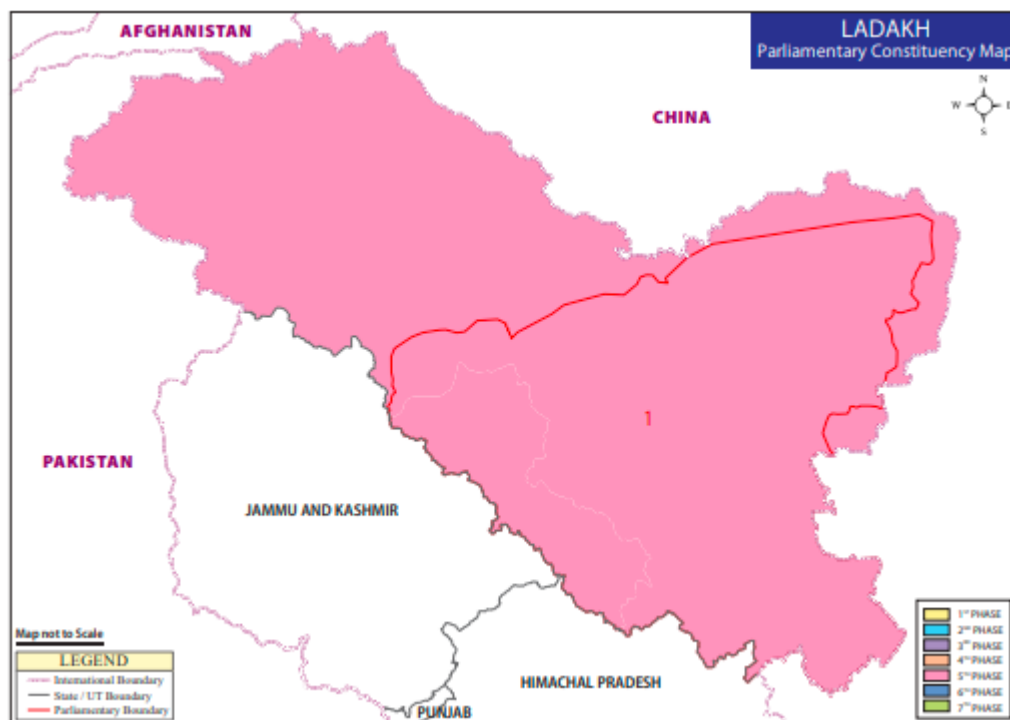 AFGHANISTAN
LADAKH
Parliamentary Constituency Map
N
W
E
S
CHINA
1
PAKISTAN
JAMMU AND KASHMIR
HIMACHAL PRADESH
PUNJAB
Map not to Scale
LEGEND
International Boundary
State / UT Boundary
Parliamentary Boundary
1ST PHASE
2ND PHASE
3RD PHASE
4TH PHASE
5TH PHASE
6TH PHASE
7TH PHASE